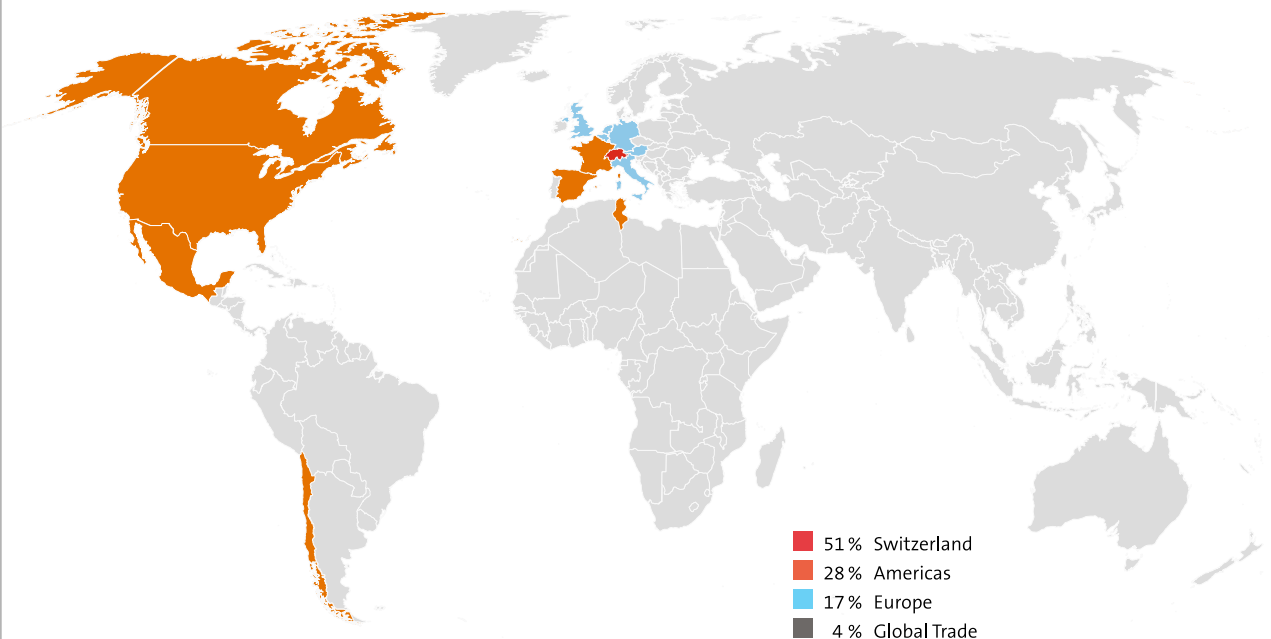 51 % Switzerland
28 % Americas
17 % Europe
4 % Global Trade